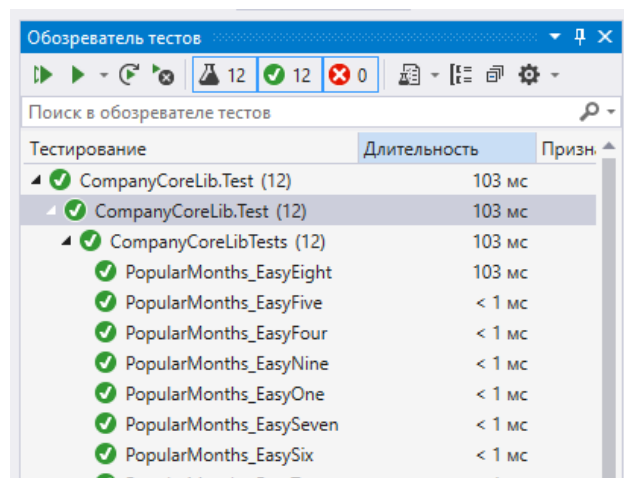 Обозреватель тестов
12 12 0
Поиск в обозревателе тестов
Тестирование Длительность Призн
CompanyCoreLib.Test (12) 103 мс
CompanyCoreLib.Test (12) 103 мс
CompanyCoreLibTests (12) 103 мс
PopularMonths_EasyEight 103 мс
PopularMonths_EasyFive < 1 мс
PopularMonths_EasyFour < 1 мс
PopularMonths_EasyNine < 1 мс
PopularMonths_EasyOne < 1 мс
PopularMonths_EasySeven < 1 мс
PopularMonths_EasySix < 1 мс